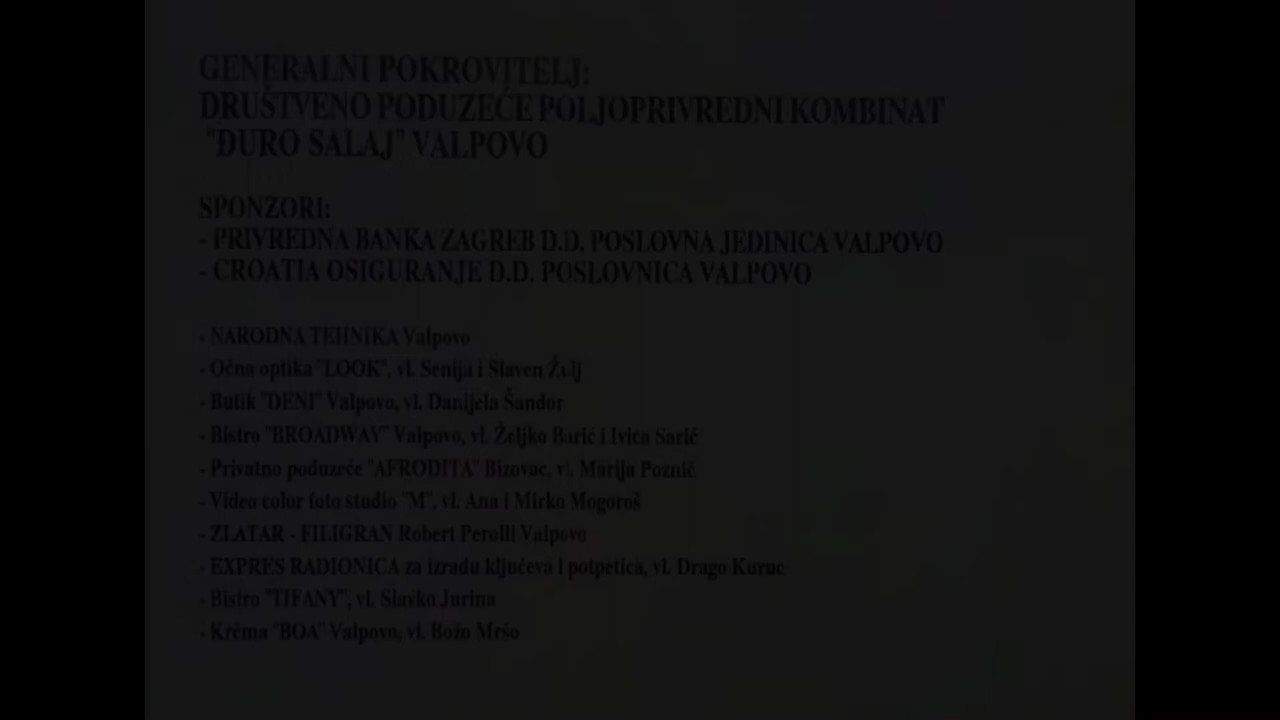 GENERALNI POKROVITELJ:
DRUŠTVENO PODUZEĆE POLJOPRIVREDNI KOMBINAT
"ĐURO SALAJ" VALPOVO
SPONZORI:
- PRIVREDNA BANKA ZAGREB D.D. POSLOVNA JEDINICA VALPOVO
- CROATIA OSIGURANJE D.D. POSLOVNICA VALPOVO
- NARODNA TEHNIKA Valpovo
- Očna optika "LOOK", vl. Senija i Slaven Žulj
- Butik "DENI" Valpovo, vl. Danijela Šandor
- Bistro "BROADWAY" Valpovo, vl. Željko Barić i Ivica Sarič
- Privatno poduzeče "AFRODITA" Bizovac, vl. Marija Poznič
- Video color foto studio "M", vl. Ana i Mirko Mogoroš
- ZLATAR - FILIGRAN Robert Perolli Valpovo
- EXPRES RADIONICA za izradu ključeva i potpetica, vl. Drago Kuruc
- Bistro "TIFANY", vl. Slavko Jurina
- Krčma "BOA" Valpovo, vl. Božo Mršo